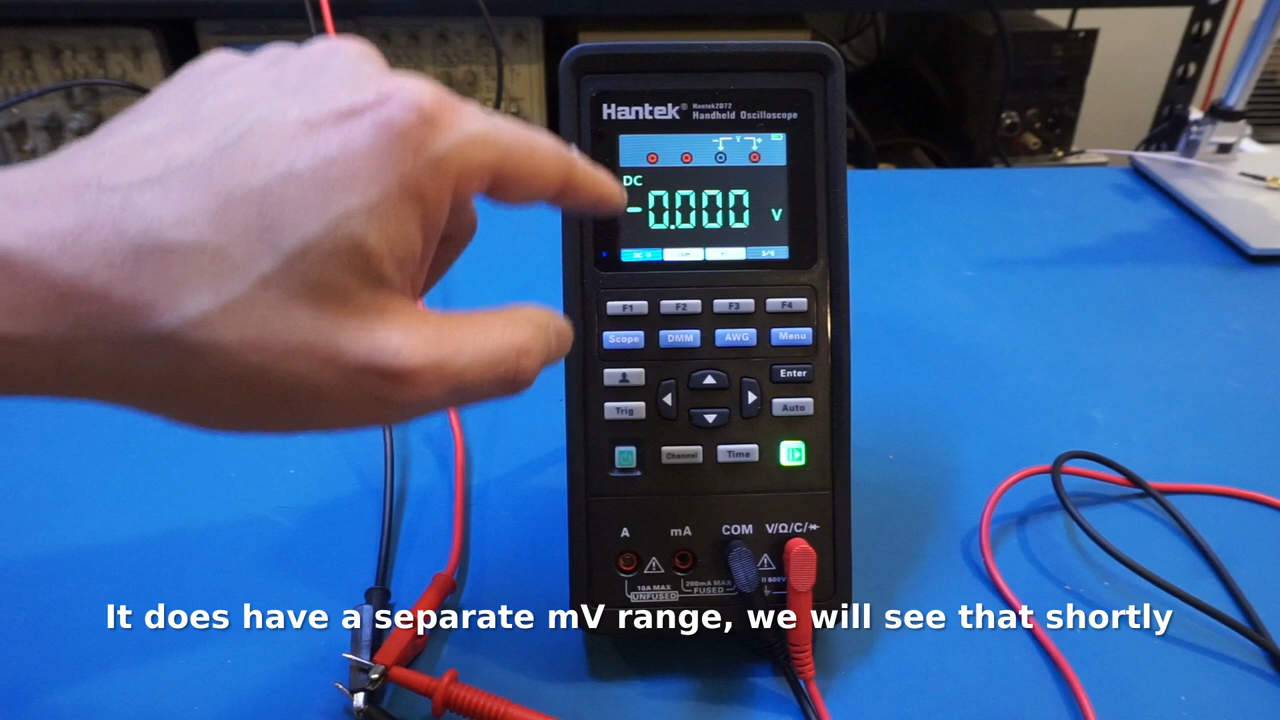 Hantek® Hantek2D72
Handheld Oscilloscope
DC
-0.000 V
F1 F2 F3 F4
Scope DMM AWG Menu
Enter
Trig Auto
Channel Time
A mA COM V/Ω/C/
10A MAX 200mA MAX
UNFUSED FUSED
It does have a separate mV range, we will see that shortly